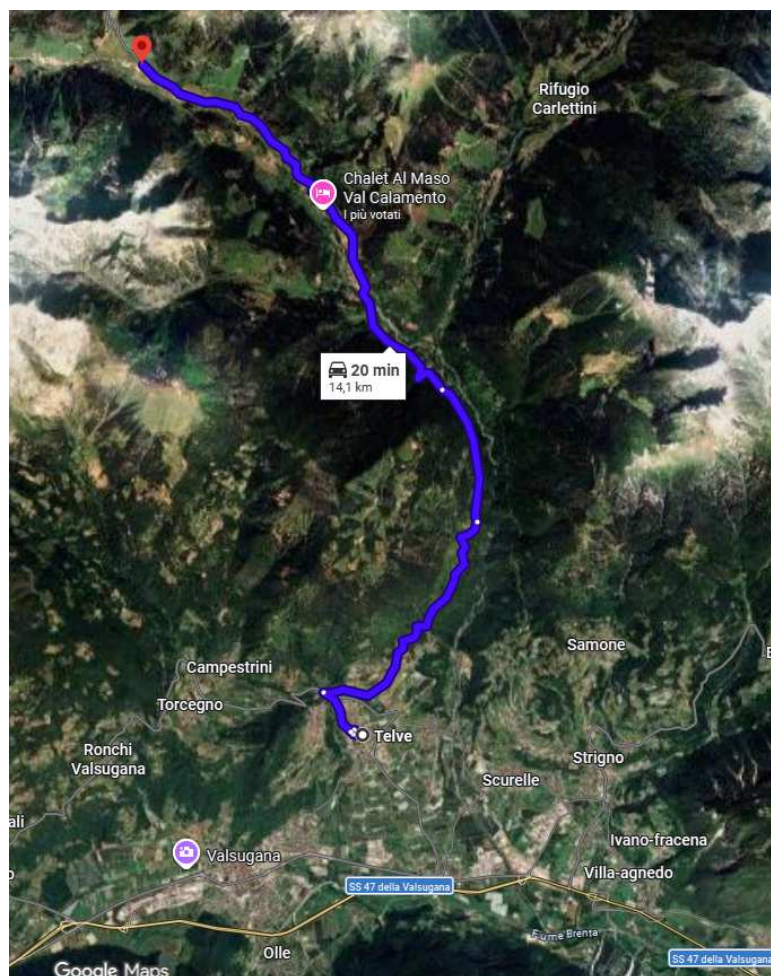 Rifugio
Carlettini
Chalet Al Maso
Val Calamento
I più votati
20 min
14,1 km
Samone
Campestrini
Torcegno
Telve
Ronchi
Valsugana
Strigno
Scurelle
ali
Ivano-fracena
Valsugana
Villa-agnedo
SS 47 della Valsugana
Fiume Brenta
Olle
SS 47 della Valsugana
Google Maps